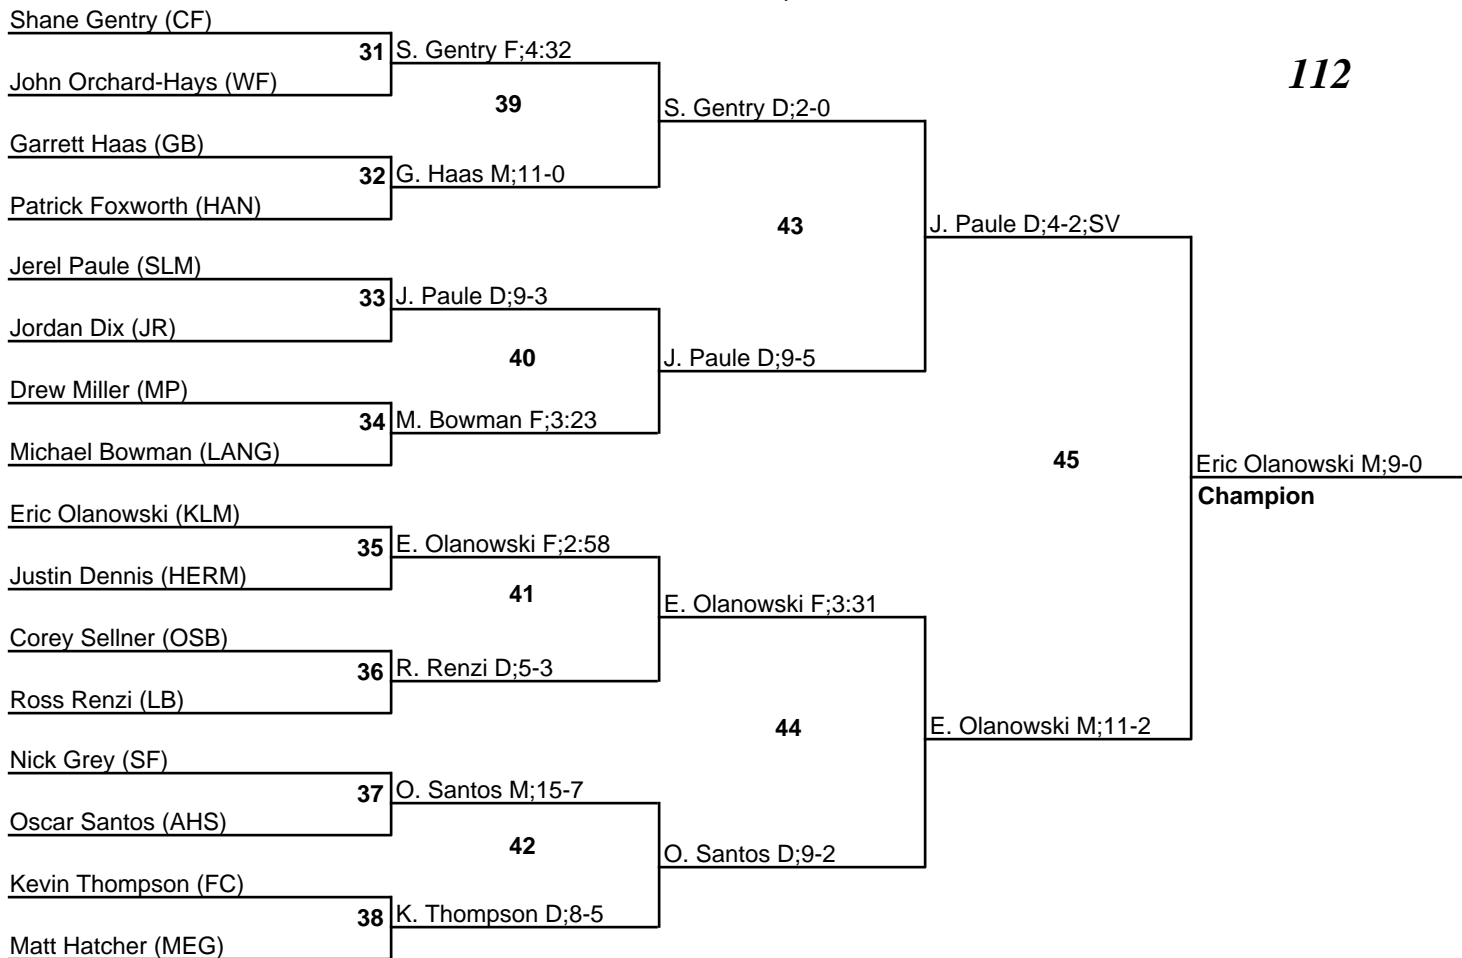 Shane Gentry (CF)
31 S. Gentry F;4:32
John Orchard-Hays (WF)
112
39
S. Gentry D;2-0
Garrett Haas (GB)
32 G. Haas M;11-0
Patrick Foxworth (HAN)
43
J. Paule D;4-2;SV
Jerel Paule (SLM)
33 J. Paule D;9-3
Jordan Dix (JR)
40
J. Paule D;9-5
Drew Miller (MP)
34 M. Bowman F;3:23
Michael Bowman (LANG)
45
Eric Olanowski M;9-0
Champion
Eric Olanowski (KLM)
35 E. Olanowski F;2:58
Justin Dennis (HERM)
41
E. Olanowski F;3:31
Corey Sellner (OSB)
36 R. Renzi D;5-3
Ross Renzi (LB)
44
E. Olanowski M;11-2
Nick Grey (SF)
37 O. Santos M;15-7
Oscar Santos (AHS)
42
O. Santos D;9-2
Kevin Thompson (FC)
38 K. Thompson D;8-5
Matt Hatcher (MEG)